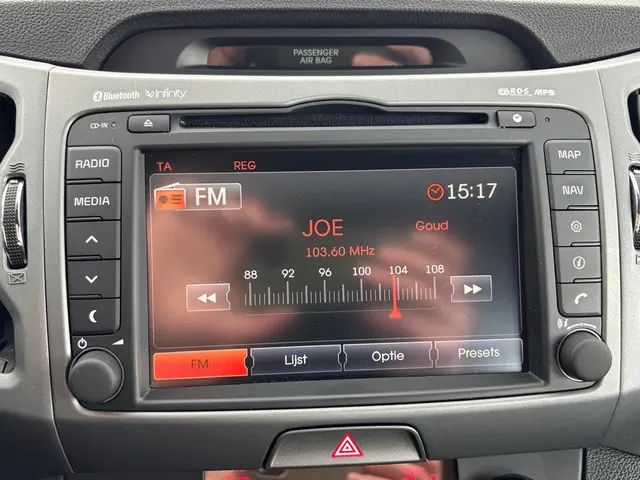 PASSENGER
AIR BAG
Bluetooth
Infinity
R·D·S MP3
CD-IN
RADIO
MAP
MEDIA
NAV
TA REG
FM
15:17
JOE
Goud
103.60 MHz
88 92 96 100 104 108
FM
Lijst
Optie
Presets